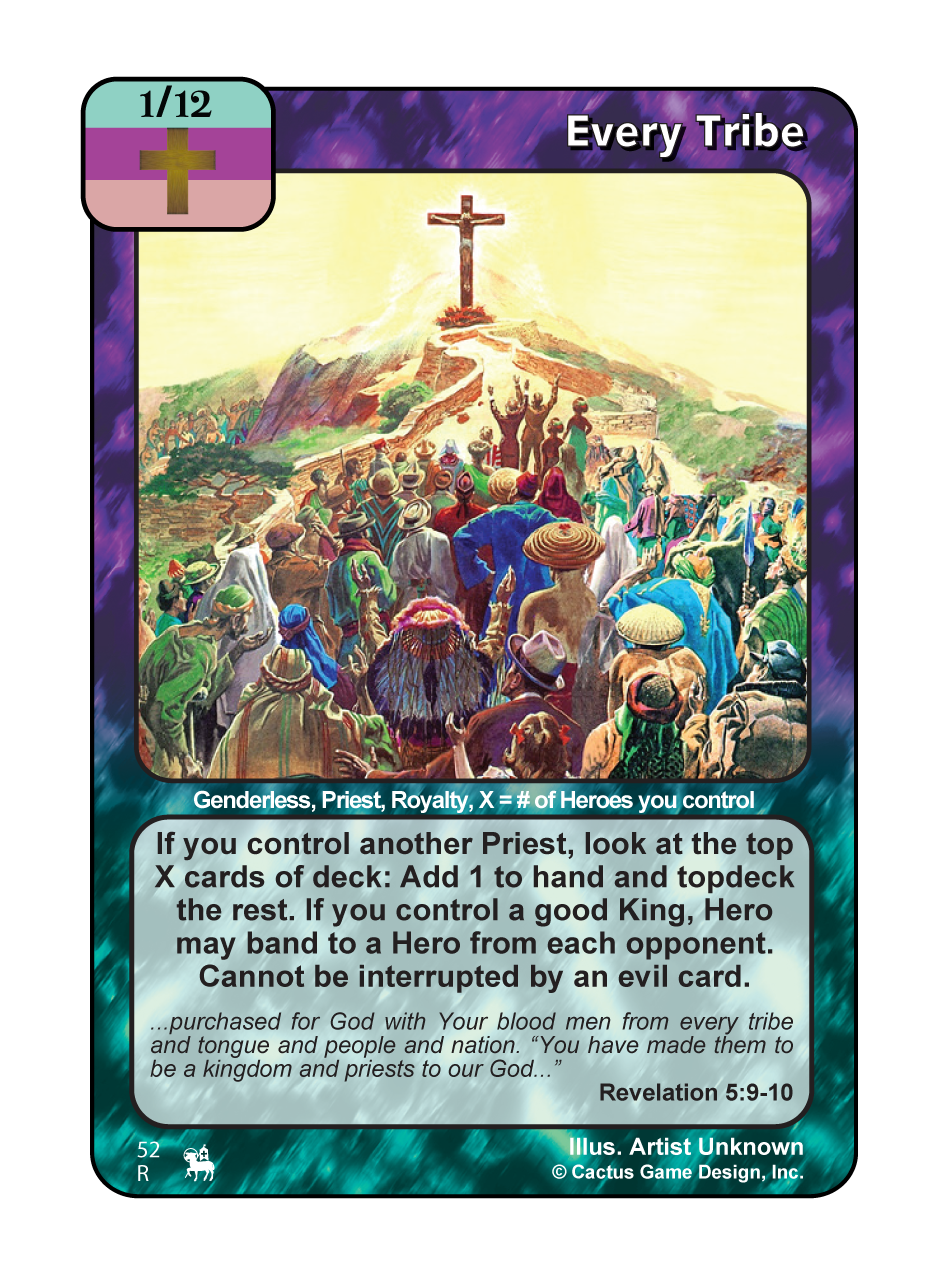 1/12
Every Tribe
Genderless, Priest, Royalty, X = # of Heroes you control
If you control another Priest, look at the top
X cards of deck: Add 1 to hand and topdeck
the rest. If you control a good King, Hero
may band to a Hero from each opponent.
Cannot be interrupted by an evil card.
...purchased for God with Your blood men from every tribe
and tongue and people and nation. “You have made them to
be a kingdom and priests to our God...”
Revelation 5:9-10
52
R
Illus. Artist Unknown
© Cactus Game Design, Inc.